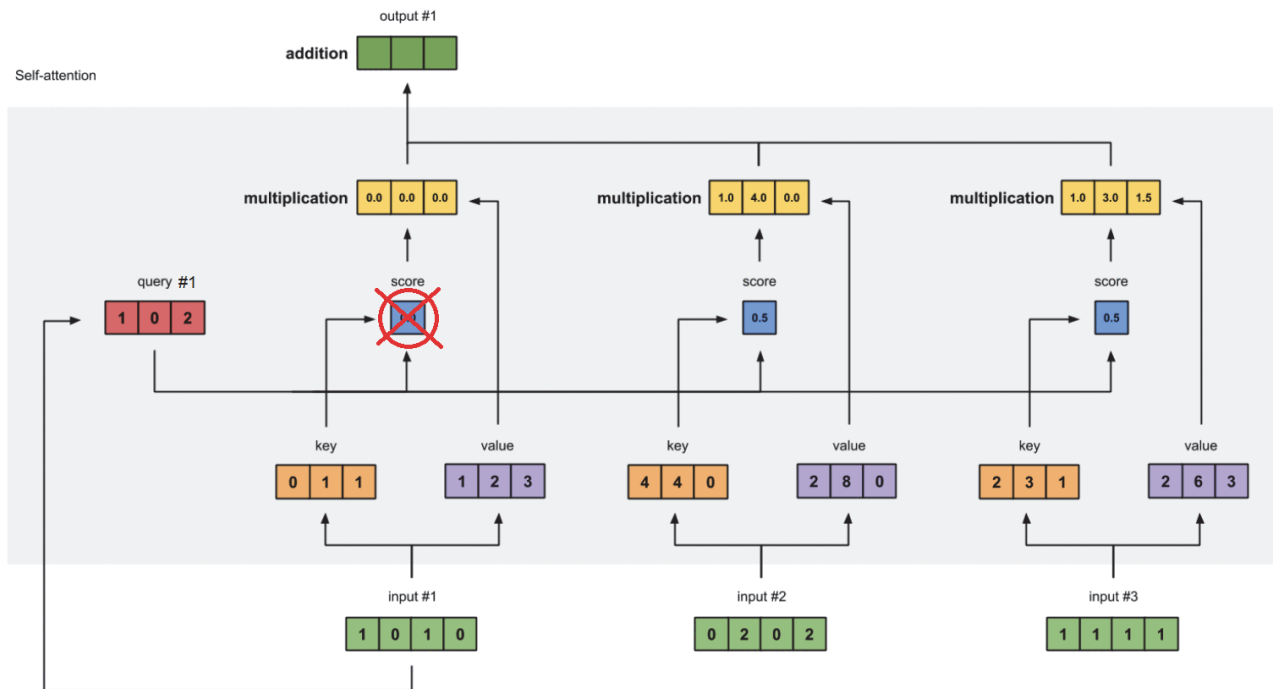 output #1
addition
Self-attention
multiplication 0.0 0.0 0.0
multiplication 1.0 4.0 0.0
multiplication 1.0 3.0 1.5
query #1
score
score
score
1 0 2
0.5
0.5
key
value
key
value
key
value
0 1 1
1 2 3
4 4 0
2 8 0
2 3 1
2 6 3
input #1
input #2
input #3
1 0 1 0
0 2 0 2
1 1 1 1